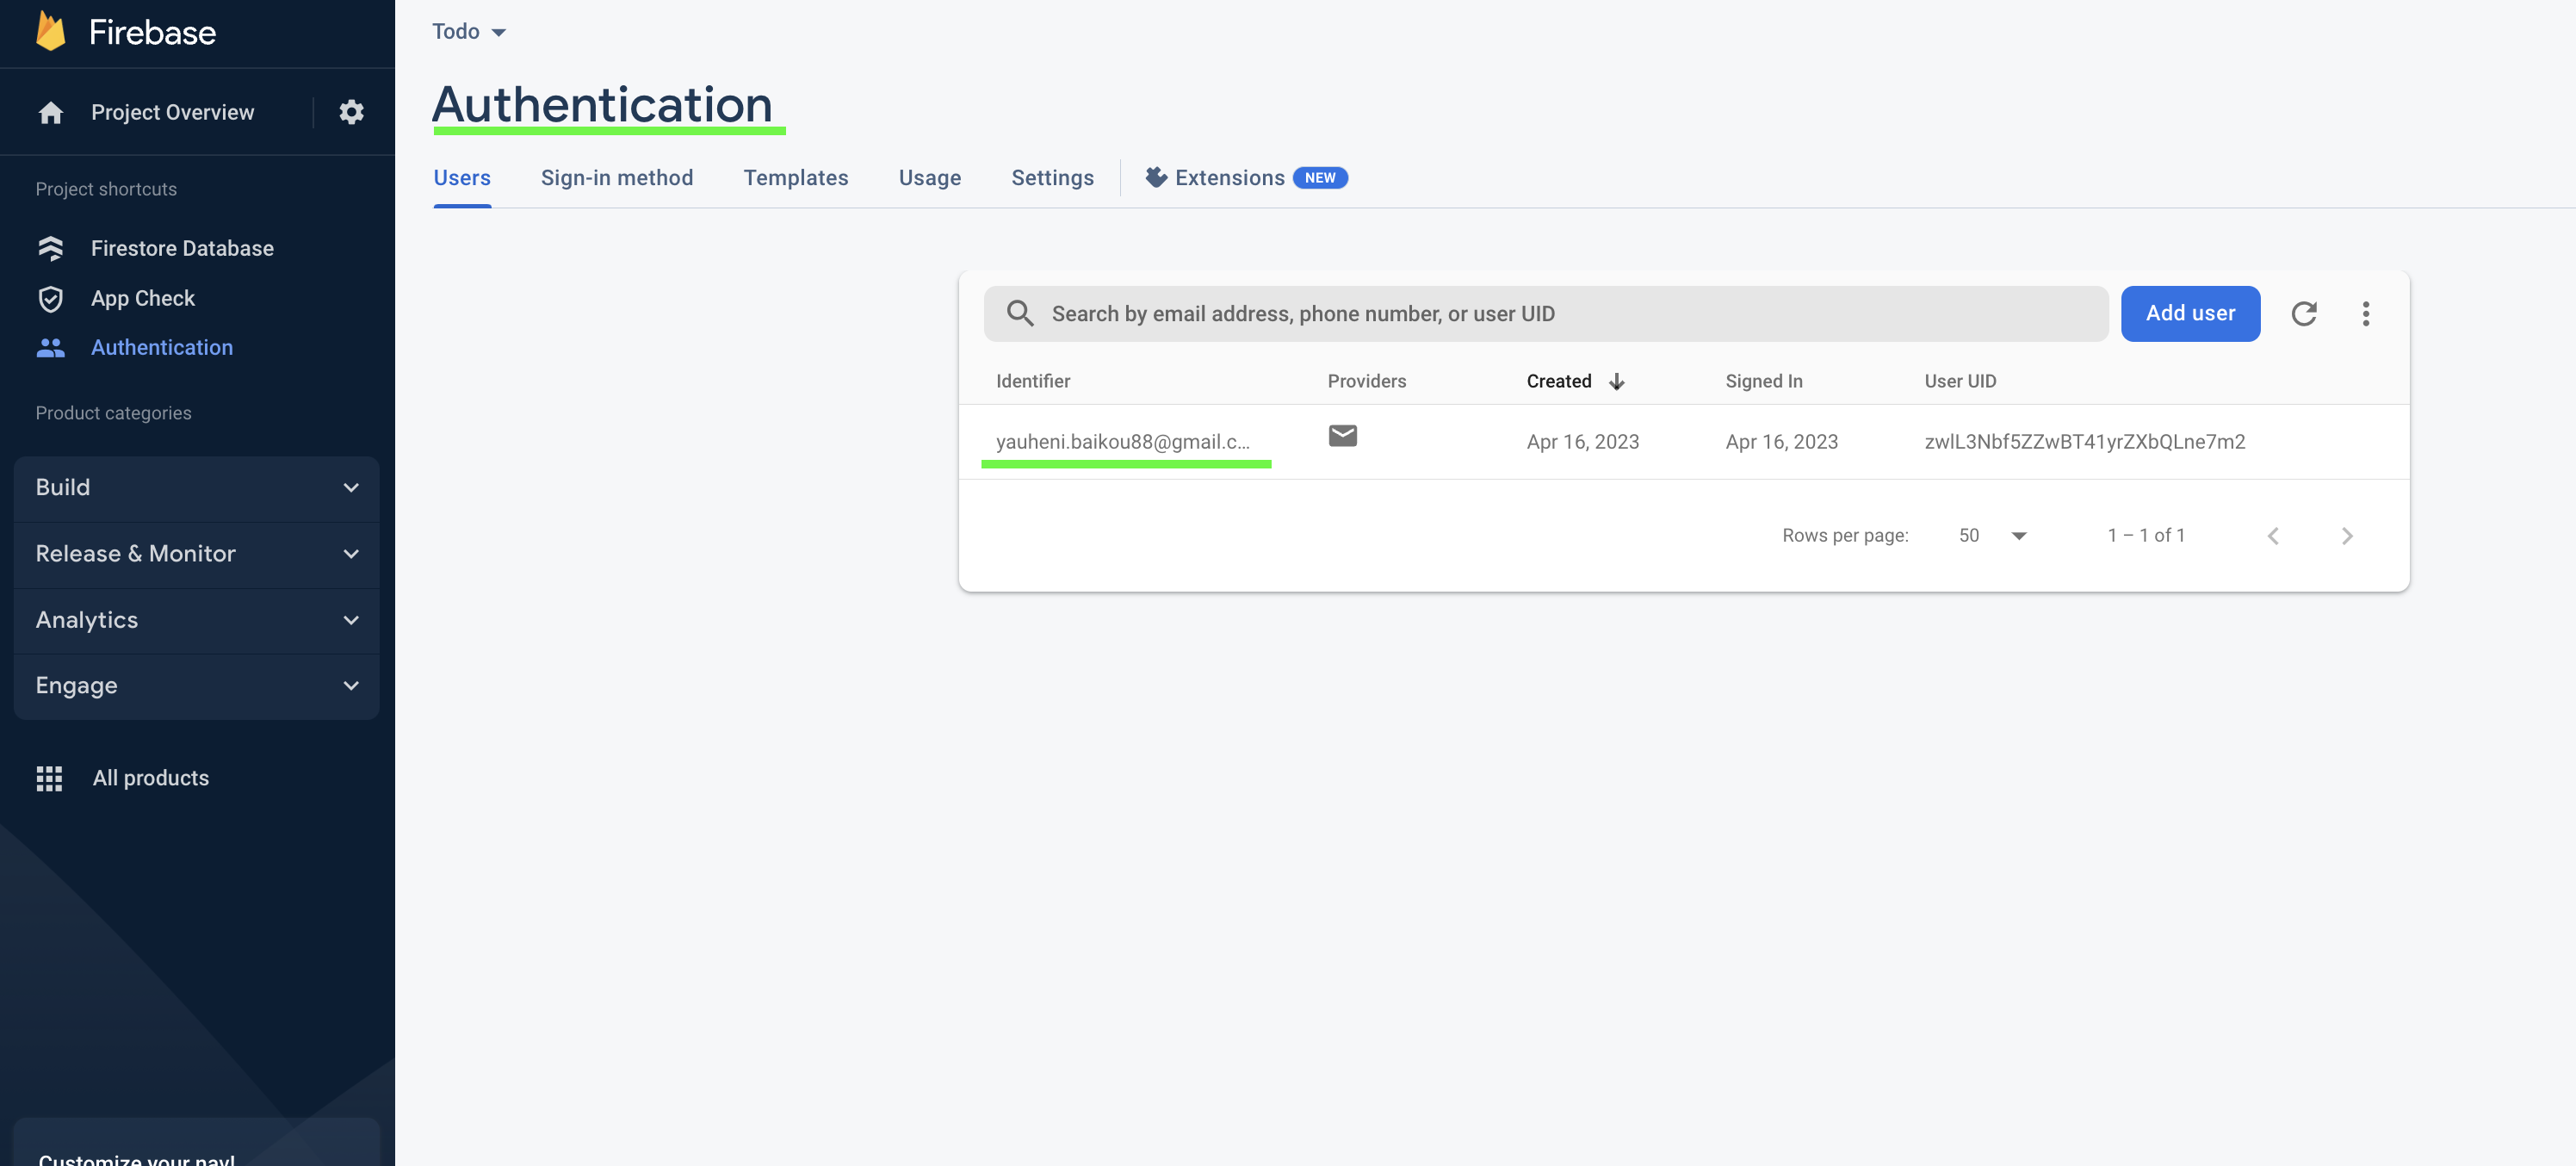 Firebase
Project Overview
Project shortcuts
Firestore Database
App Check
Authentication
Product categories
Build
Release & Monitor
Analytics
Engage
All products
Customize your nav!
Todo
Authentication
Users Sign-in method Templates Usage Settings Extensions NEW
Search by email address, phone number, or user UID Add user
Identifier Providers Created Signed In User UID
yauheni.baikou88@gmail.c... Apr 16, 2023 Apr 16, 2023 zwlL3Nbf5ZZwBT41yrZXbQLne7m2
Rows per page: 50 1 – 1 of 1